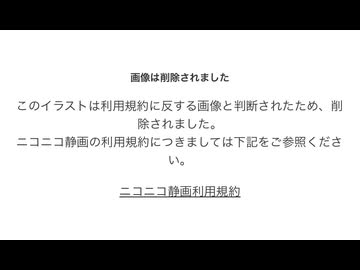 画像は削除されました
このイラストは利用規約に反する画像と判断されたため、削
除されました。
ニコニコ静画の利用規約につきましては下記をご参照くださ
い。
ニコニコ静画利用規約